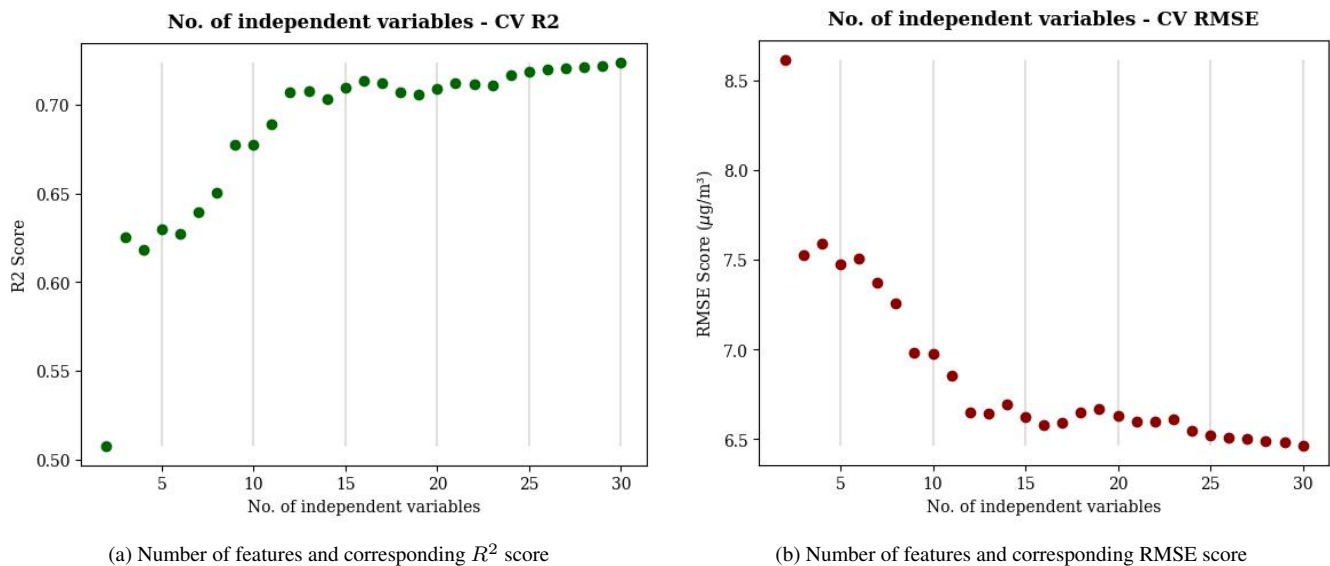 No. of independent variables - CV R2
0.70
0.65
0.60
0.55
0.50
R2 Score
5 10 15 20 25 30
No. of independent variables
(a) Number of features and corresponding R² score
No. of independent variables - CV RMSE
8.5
8.0
7.5
7.0
6.5
RMSE Score (μg/m³)
5 10 15 20 25 30
No. of independent variables
(b) Number of features and corresponding RMSE score